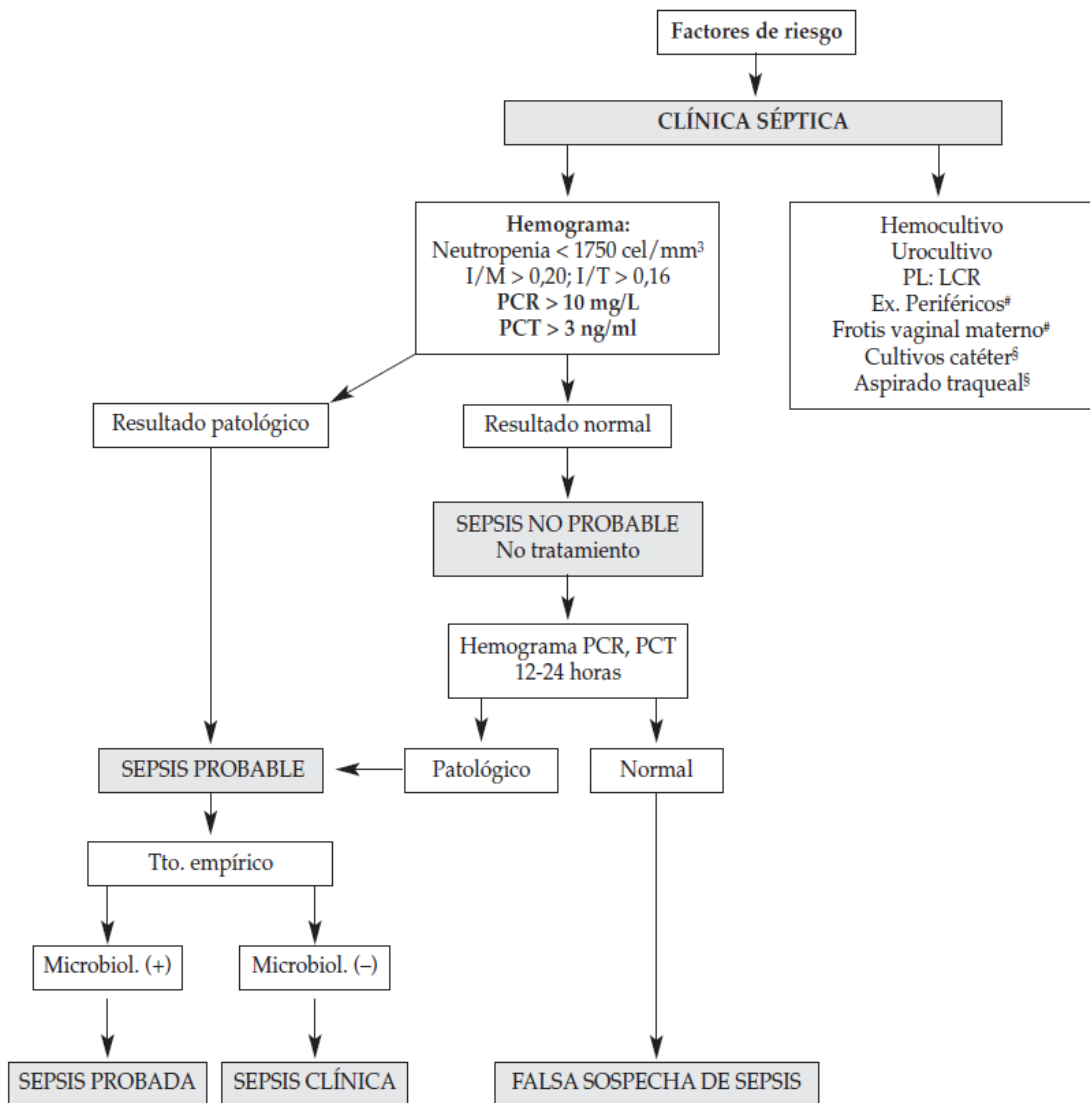 Factores de riesgo
CLÍNICA SÉPTICA
Hemograma:
Neutropenia < 1750 cel/mm³
I/M > 0,20; I/T > 0,16
PCR > 10 mg/L
PCT > 3 ng/ml
Hemocultivo
Urocultivo
PL: LCR
Ex. Periféricos#
Frotis vaginal materno#
Cultivos catéter§
Aspirado traqueal§
Resultado patológico
Resultado normal
SEPSIS NO PROBABLE
No tratamiento
Hemograma PCR, PCT
12-24 horas
SEPSIS PROBABLE
Patológico
Normal
Tto. empírico
Microbiol. (+)
Microbiol. (–)
SEPSIS PROBADA
SEPSIS CLÍNICA
FALSA SOSPECHA DE SEPSIS